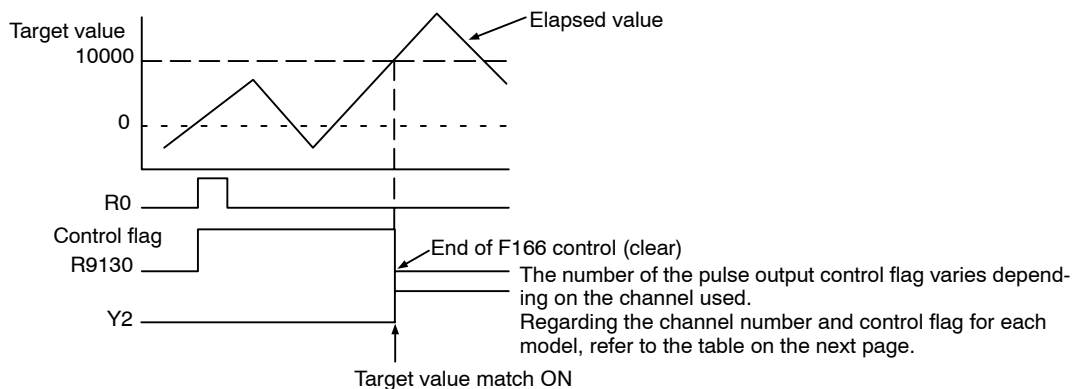 Elapsed value
Target value
10000
0
R0
Control flag
R9130
End of F166 control (clear)
The number of the pulse output control flag varies depend-
ing on the channel used.
Y2
Regarding the channel number and control flag for each
model, refer to the table on the next page.
Target value match ON